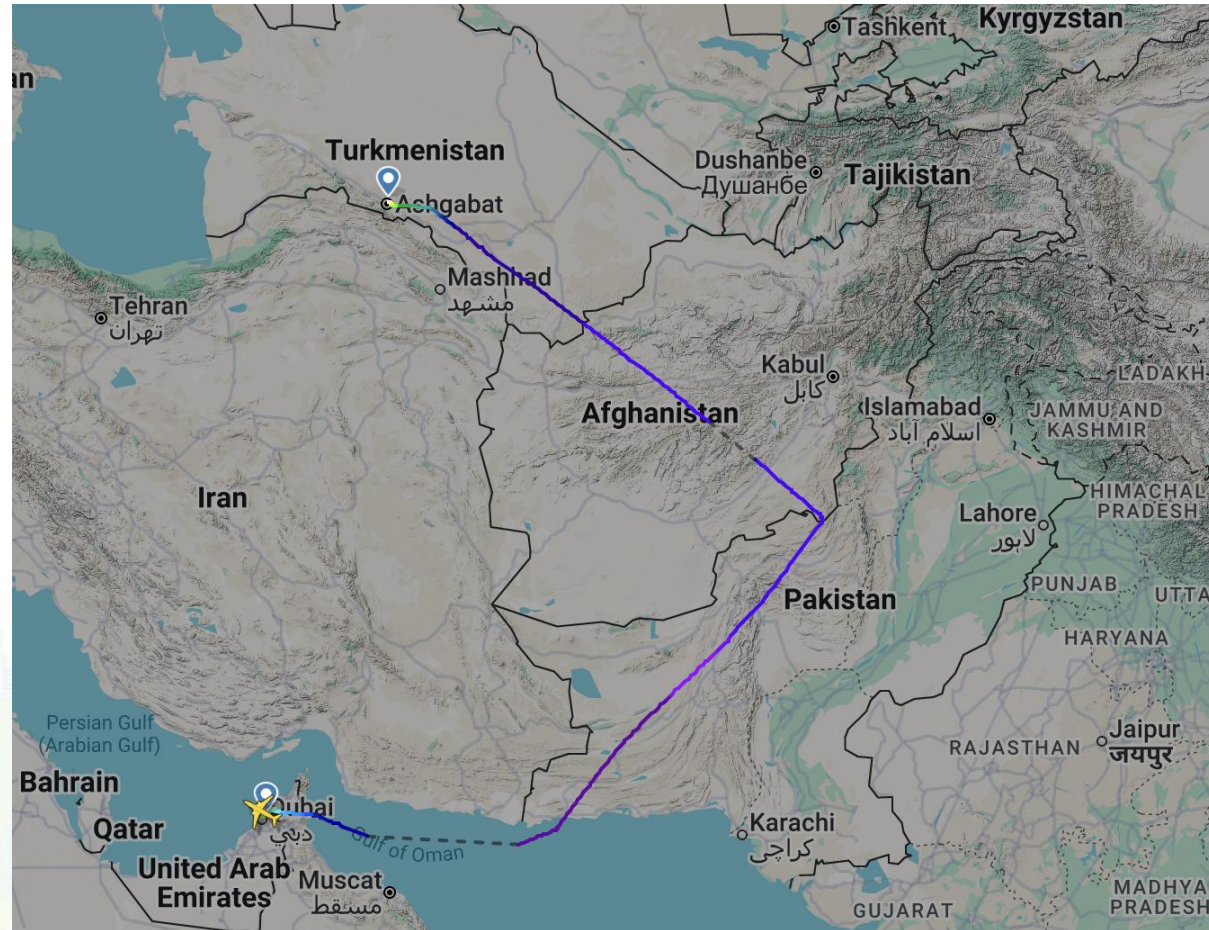 Kyrgyzstan
Tashkent
an
Turkmenistan
Dushanbe
Душанбе
Tajikistan
Ashgabat
Mashhad
مشهد
Tehran
تهران
Kabul
کابل
LADAKH
Islamabad
اسلام آباد
JAMMU AND
KASHMIR
Afghanistan
HIMACHAL
PRADESH
Iran
Lahore
لاہور
PUNJAB
UTTA
Pakistan
HARYANA
Persian Gulf
(Arabian Gulf)
Jaipur
जयपुर
RAJASTHAN
Bahrain
Dubai
دبي
Qatar
Gulf of Oman
Karachi
کراچی
United Arab
Emirates
Muscat
مسقط
MADHYA
PRADESH
GUJARAT